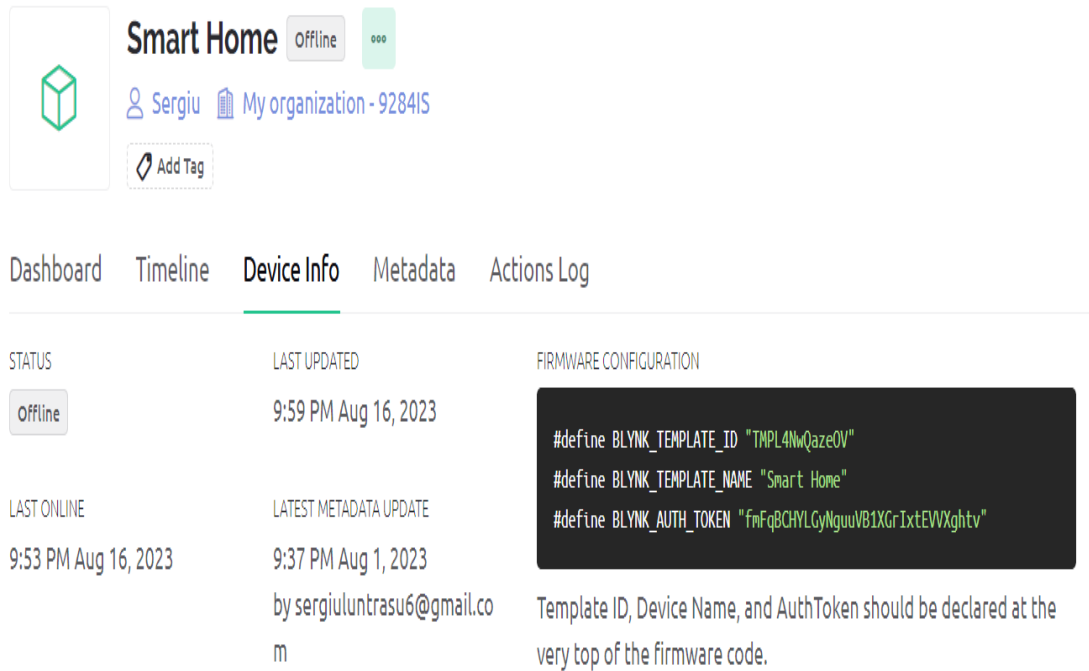 Smart Home Offline ooo
Sergiu My organization - 9284IS
Add Tag
Dashboard Timeline Device Info Metadata Actions Log
STATUS
Offline
LAST UPDATED
9:59 PM Aug 16, 2023
LAST ONLINE
9:53 PM Aug 16, 2023
LATEST METADATA UPDATE
9:37 PM Aug 1, 2023
by sergiuluntrasu6@gmail.co
m
FIRMWARE CONFIGURATION
#define BLYNK_TEMPLATE_ID "TMPL4NwQazeOV"
#define BLYNK_TEMPLATE_NAME "Smart Home"
#define BLYNK_AUTH_TOKEN "fmFqBCHYLGyNguuVB1XGrIxtEVVXghtv"
Template ID, Device Name, and AuthToken should be declared at the
very top of the firmware code.